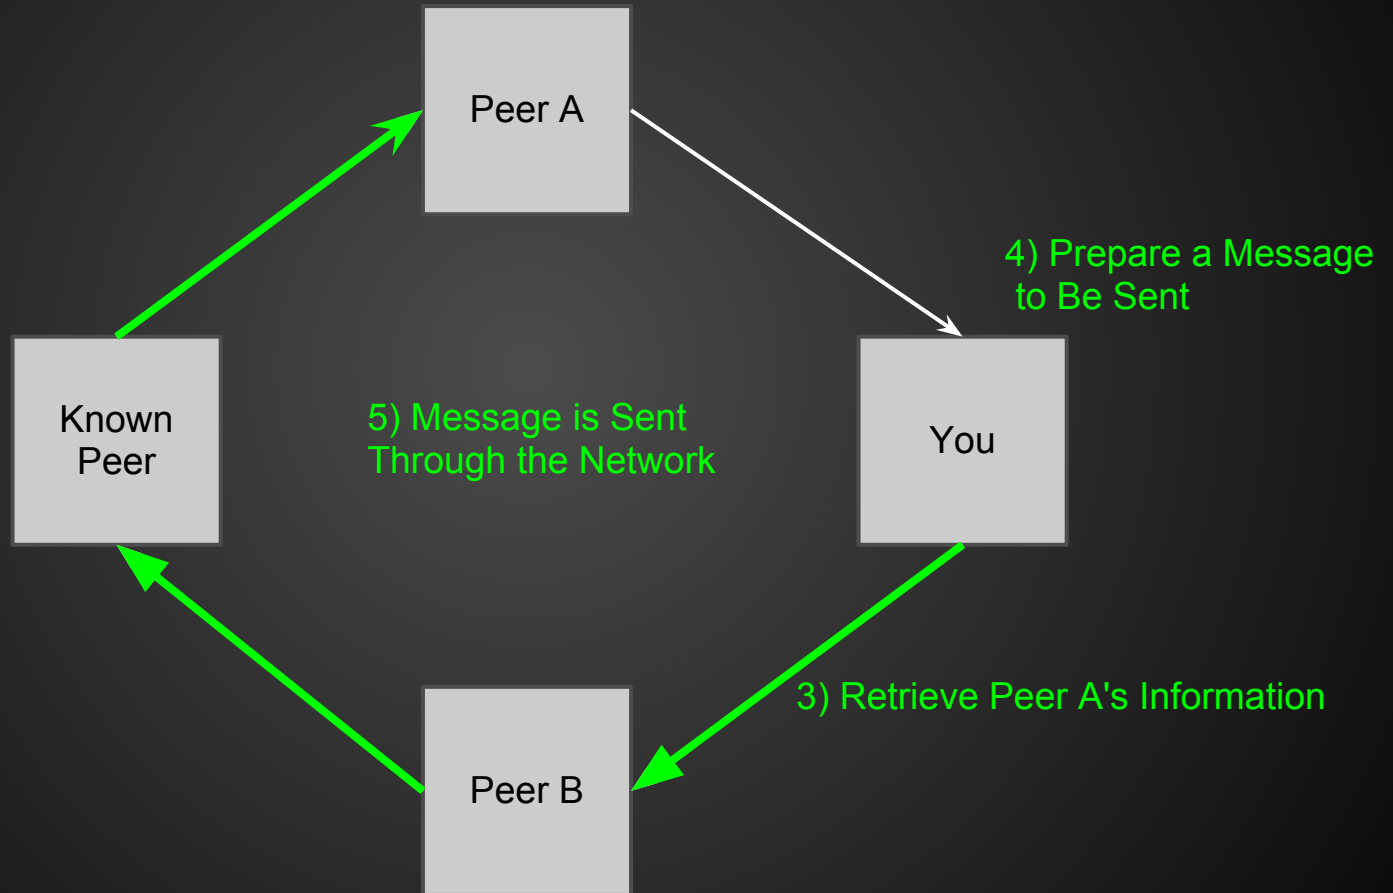 Peer A
4) Prepare a Message
to Be Sent
Known
Peer
5) Message is Sent
Through the Network
You
3) Retrieve Peer A's Information
Peer B